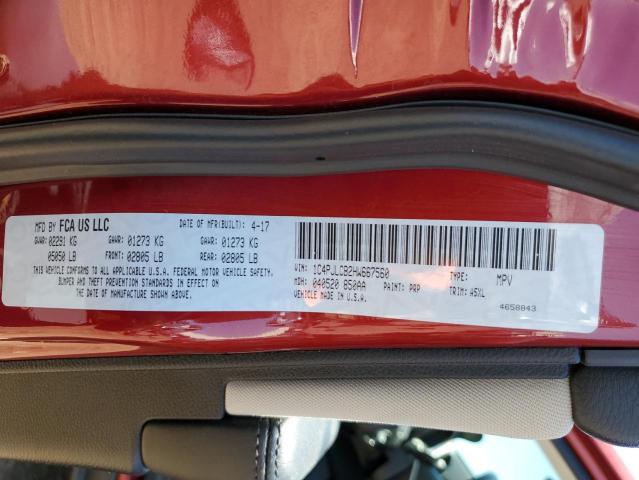 MFD BY FCA US LLC DATE OF MFR(BUILT): 4-17
GVWR: 02291 KG GAWR: 01273 KG GAWR: 01273 KG
05050 LB FRONT: 02805 LB REAR: 02805 LB
THIS VEHICLE CONFORMS TO ALL APPLICABLE FEDERAL MOTOR VEHICLE SAFETY,
BUMPER, AND THEFT PREVENTION STANDARDS IN EFFECT ON
THE DATE OF MANUFACTURE SHOWN ABOVE.
VIN: 1C4PJLCB2HW667560 TYPE: MPV
MDH: 040520 850AA PAINT: PRP TRIM: H5XL
VEHICLE MADE IN U.S.A. 4658843